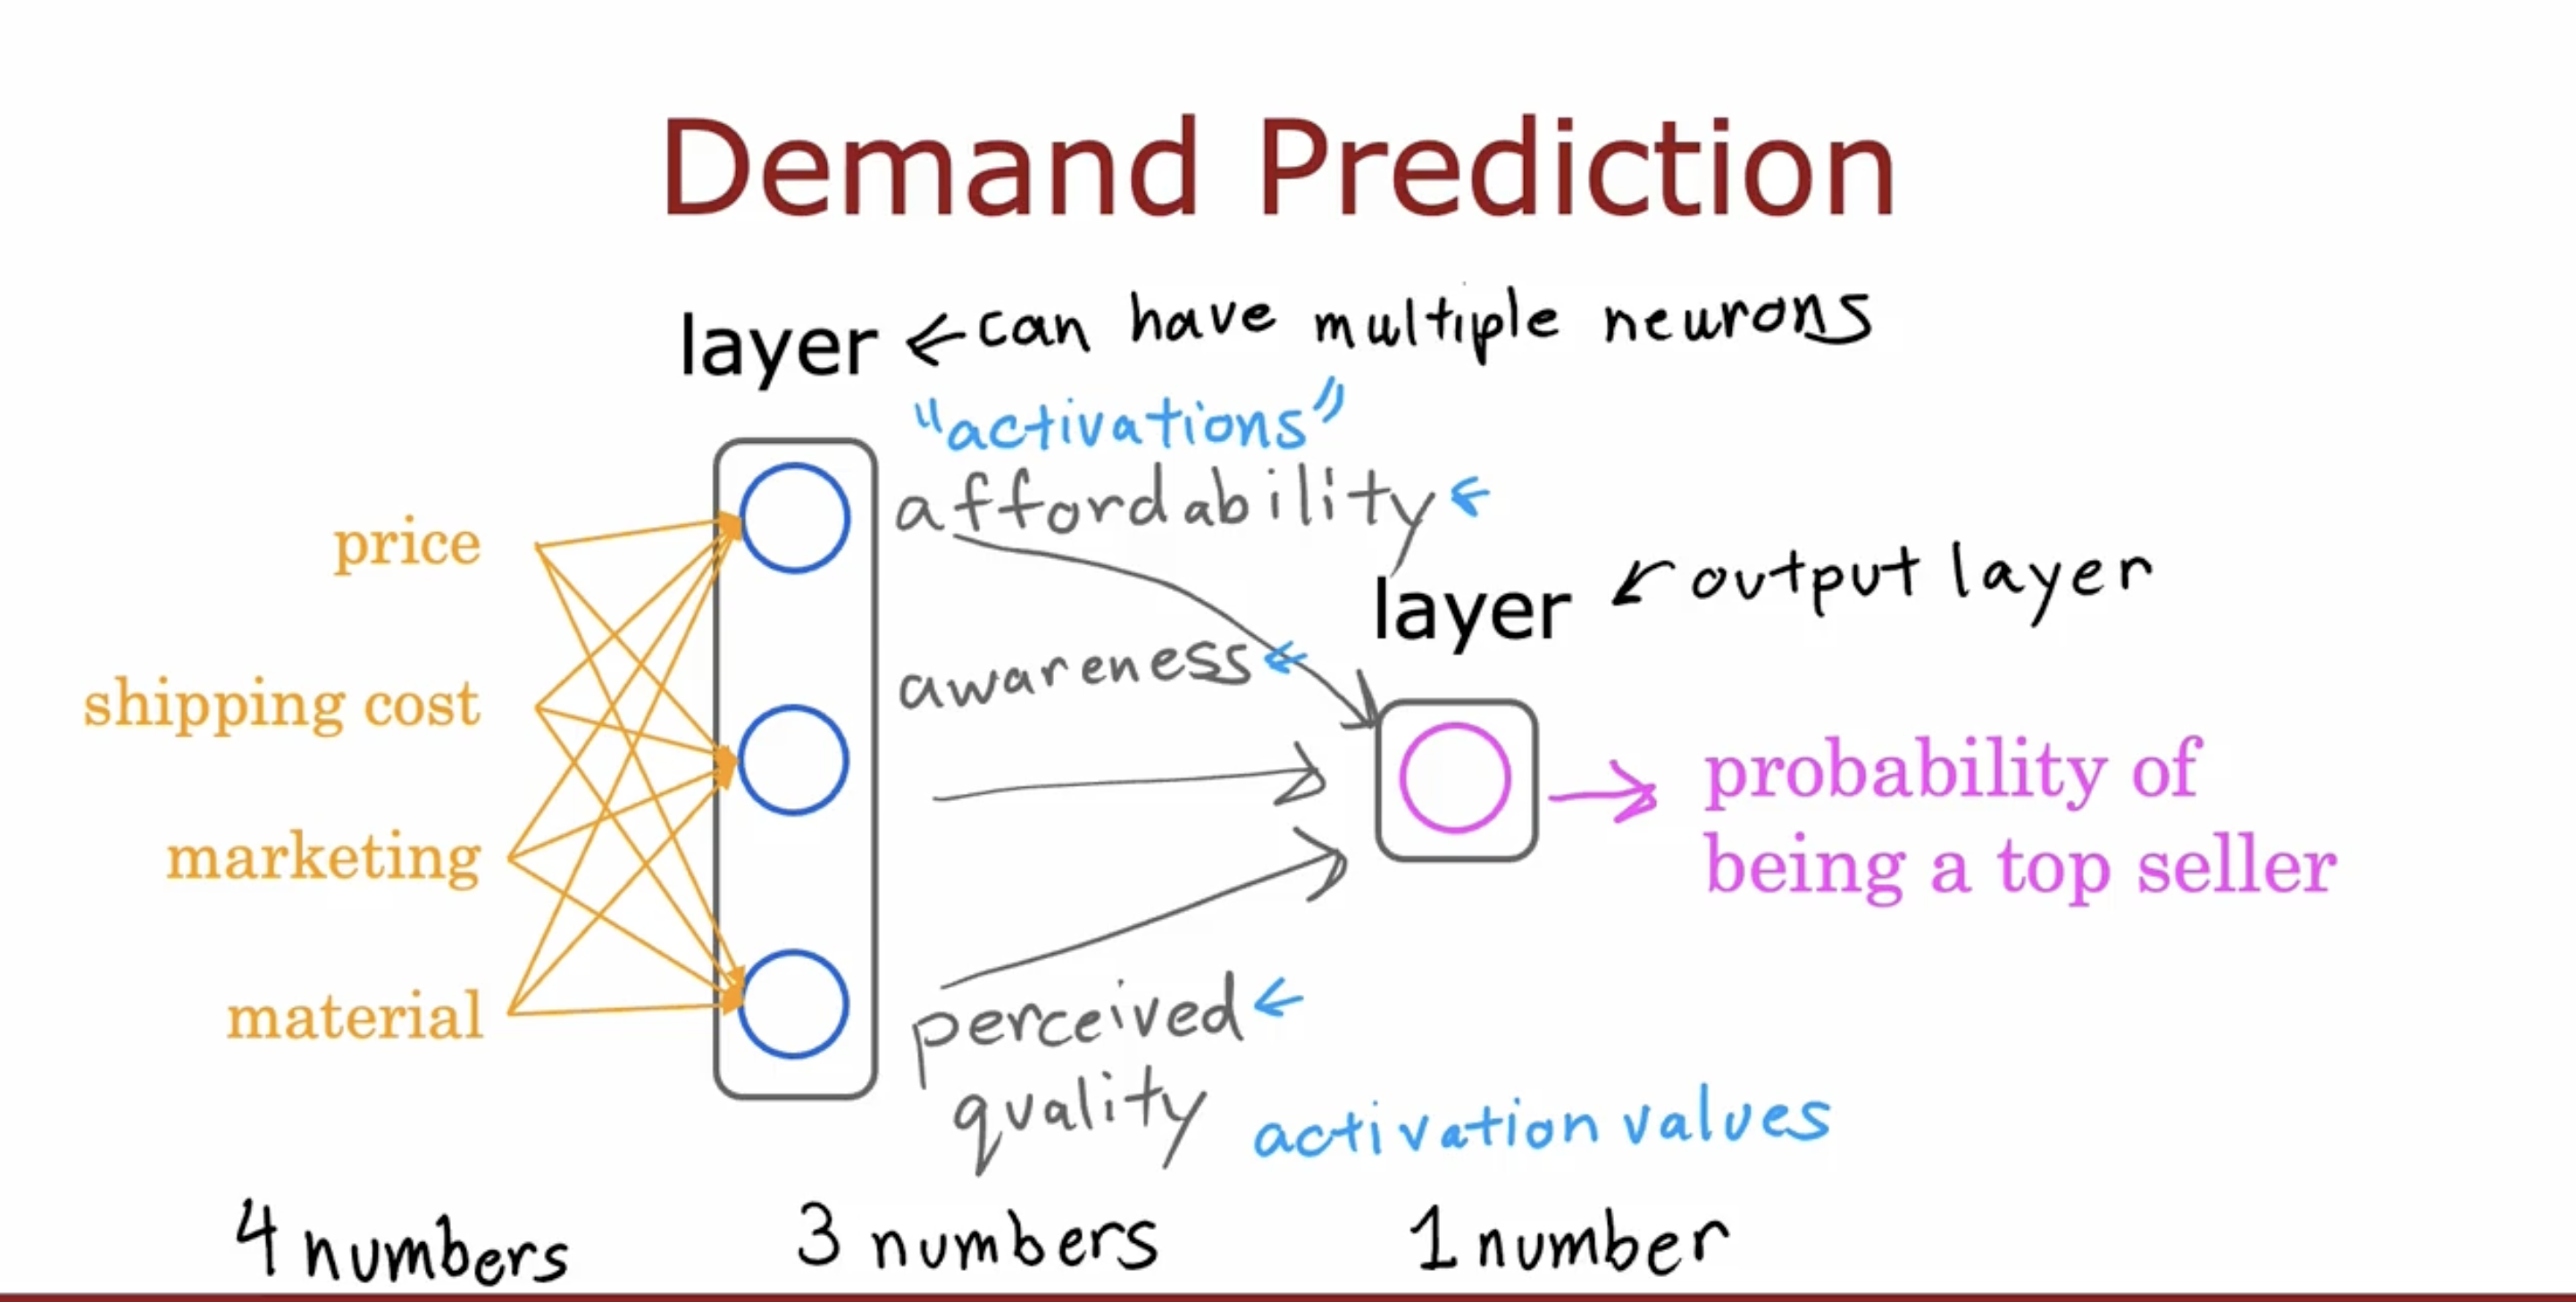 Demand Prediction
layer ← can have multiple neurons
"activations"
affordability ←
price
layer ← output layer
awareness ←
shipping cost
probability of
being a top seller
marketing
material
perceived ←
quality
activation values
4 numbers
3 numbers
1 number